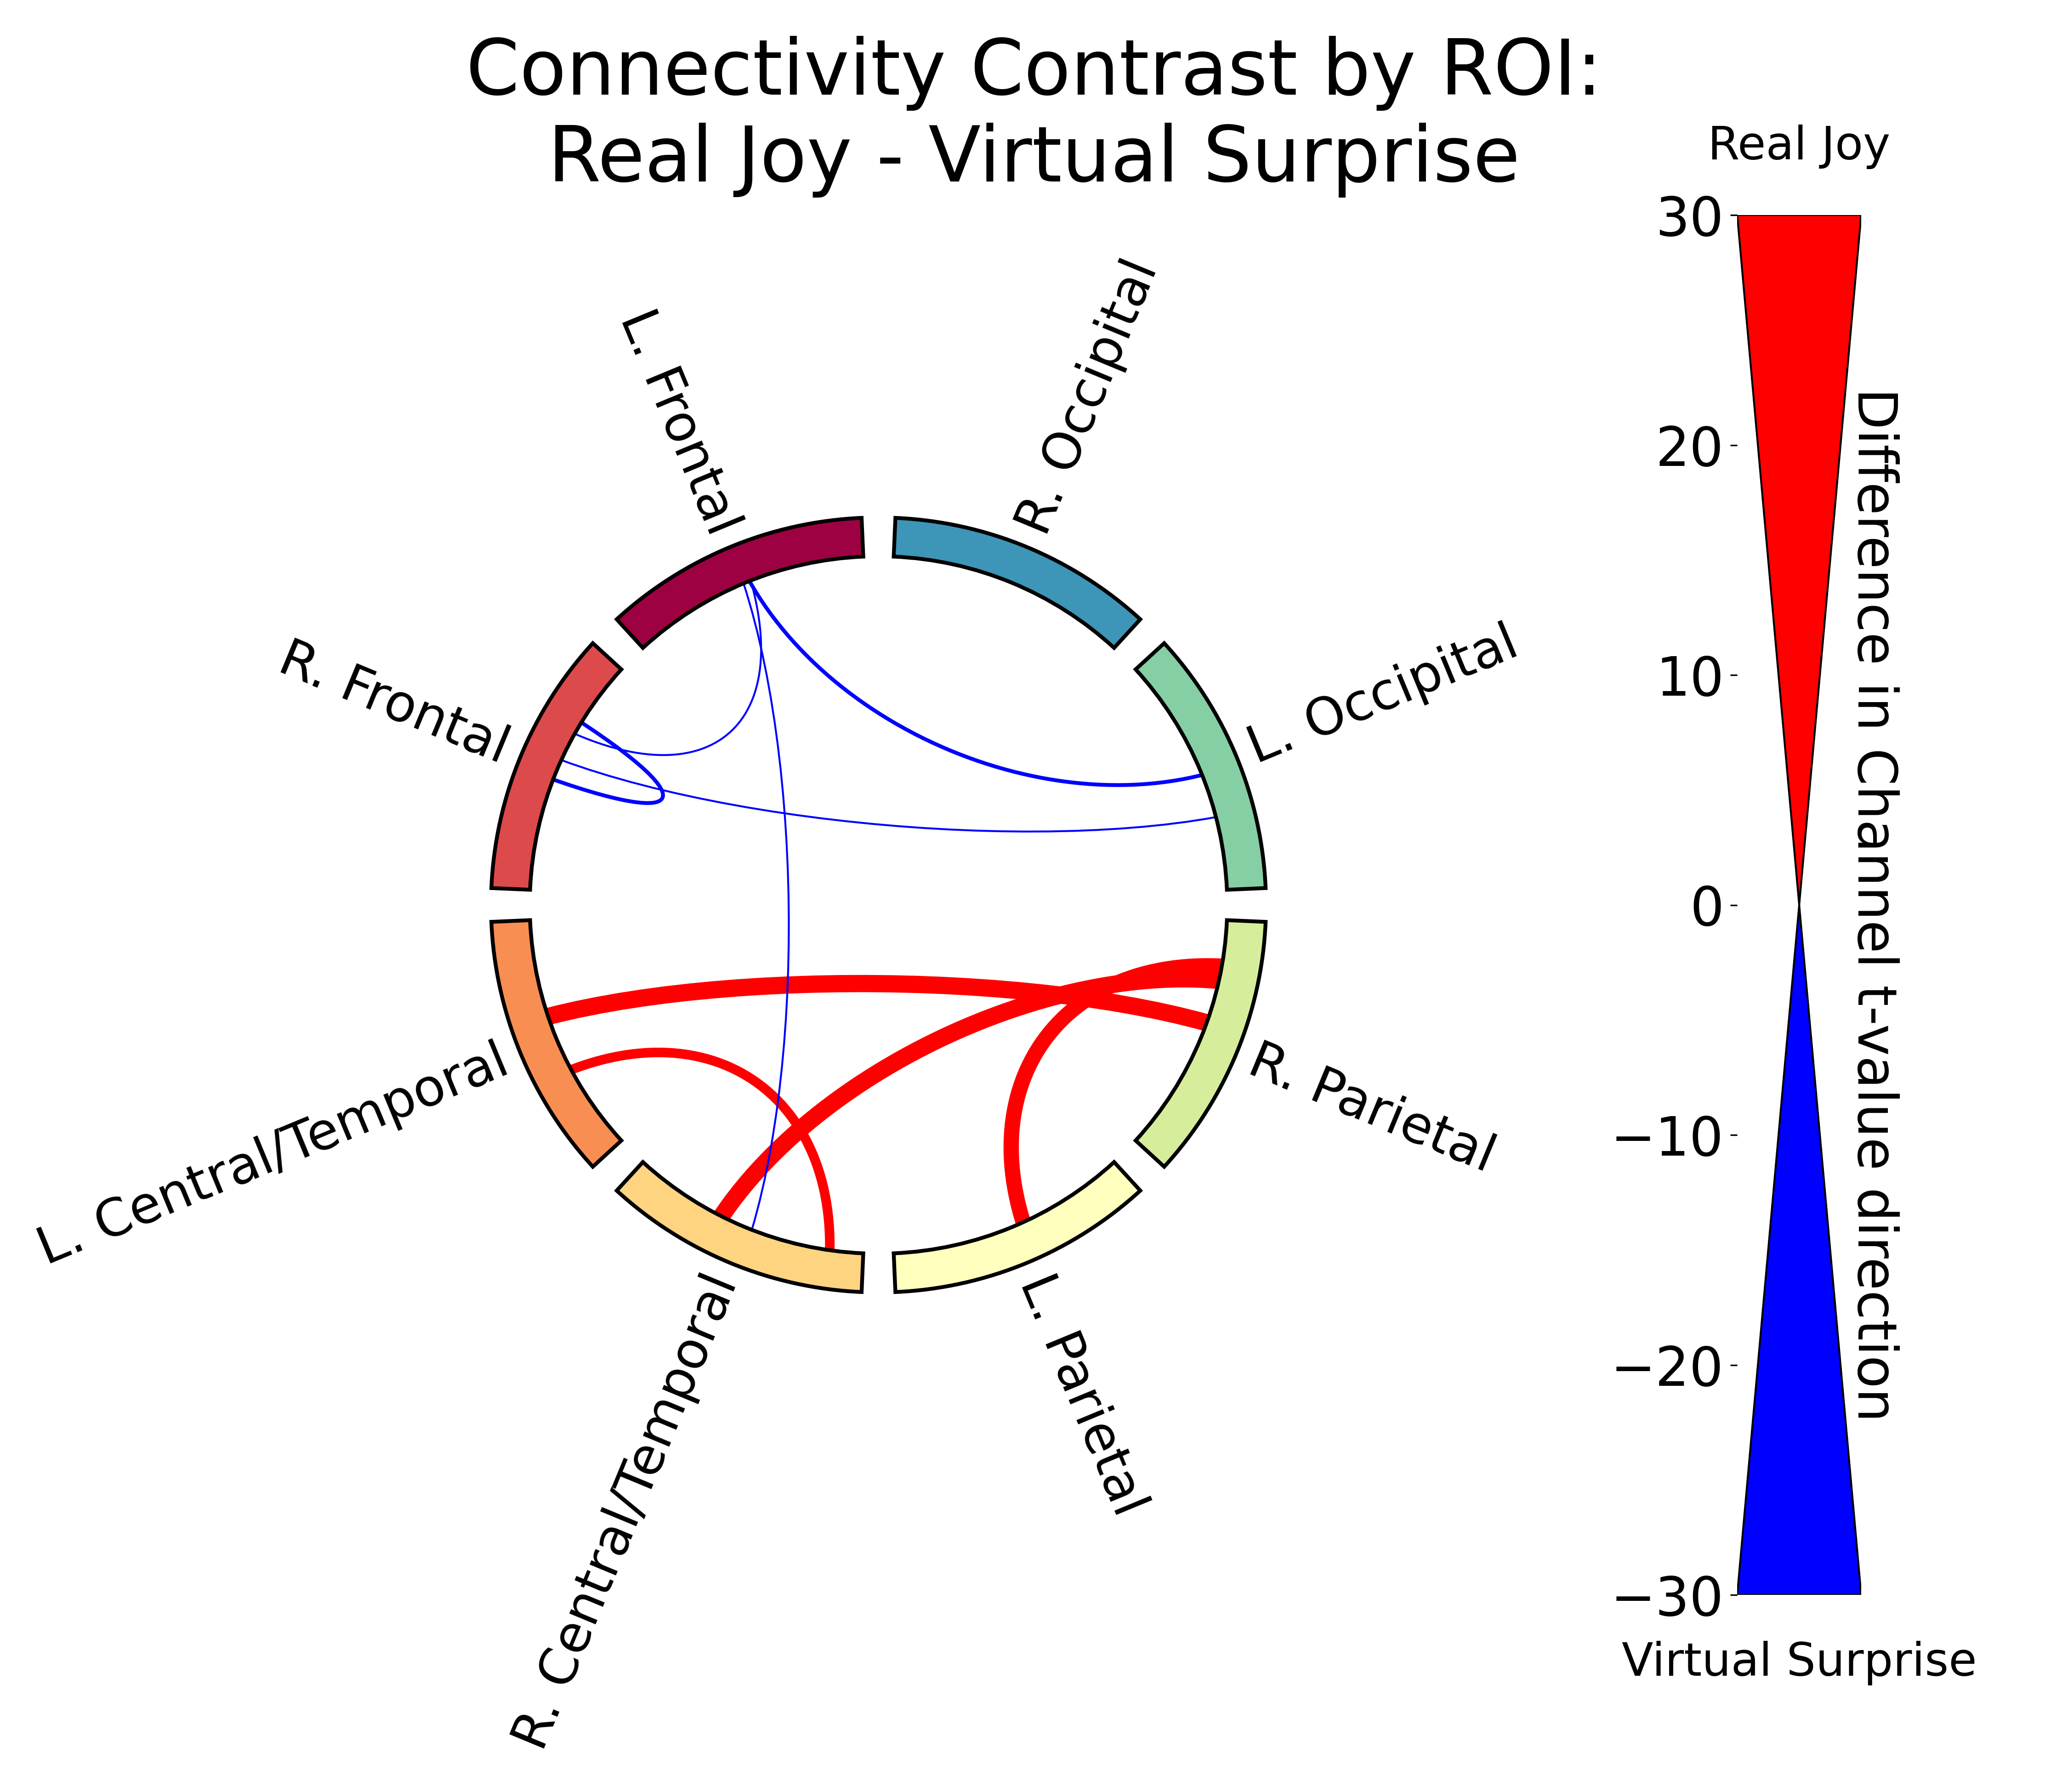 Connectivity Contrast by ROI:
Real Joy - Virtual Surprise
Real Joy
30
20
10
0
−10
−20
−30
Virtual Surprise
Difference in Channel t-value direction
L. Frontal
R. Occipital
R. Frontal
L. Occipital
L. Central/Temporal
R. Parietal
R. Central/Temporal
L. Parietal